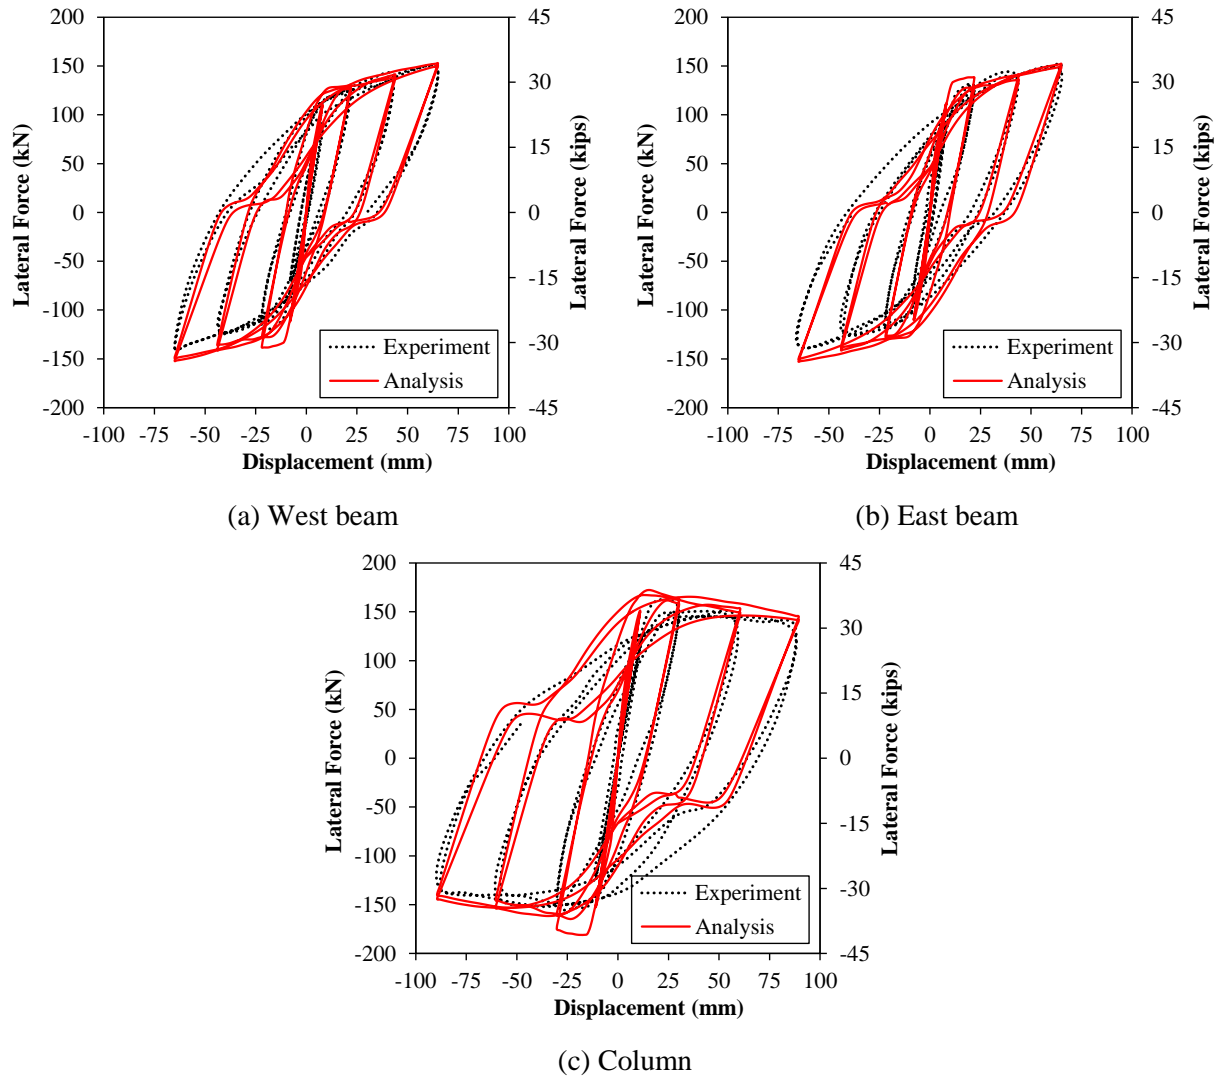 200
150
100
50
0
-50
-100
-150
-200
Lateral Force (kN)
45
30
15
0
-15
-30
-45
Lateral Force (kips)
-100 -75 -50 -25 0 25 50 75 100
Displacement (mm)
Experiment
Analysis
(a) West beam
200
150
100
50
0
-50
-100
-150
-200
Lateral Force (kN)
45
30
15
0
-15
-30
-45
Lateral Force (kips)
-100 -75 -50 -25 0 25 50 75 100
Displacement (mm)
Experiment
Analysis
(b) East beam
200
150
100
50
0
-50
-100
-150
-200
Lateral Force (kN)
45
30
15
0
-15
-30
-45
Lateral Force (kips)
-100 -75 -50 -25 0 25 50 75 100
Displacement (mm)
Experiment
Analysis
(c) Column